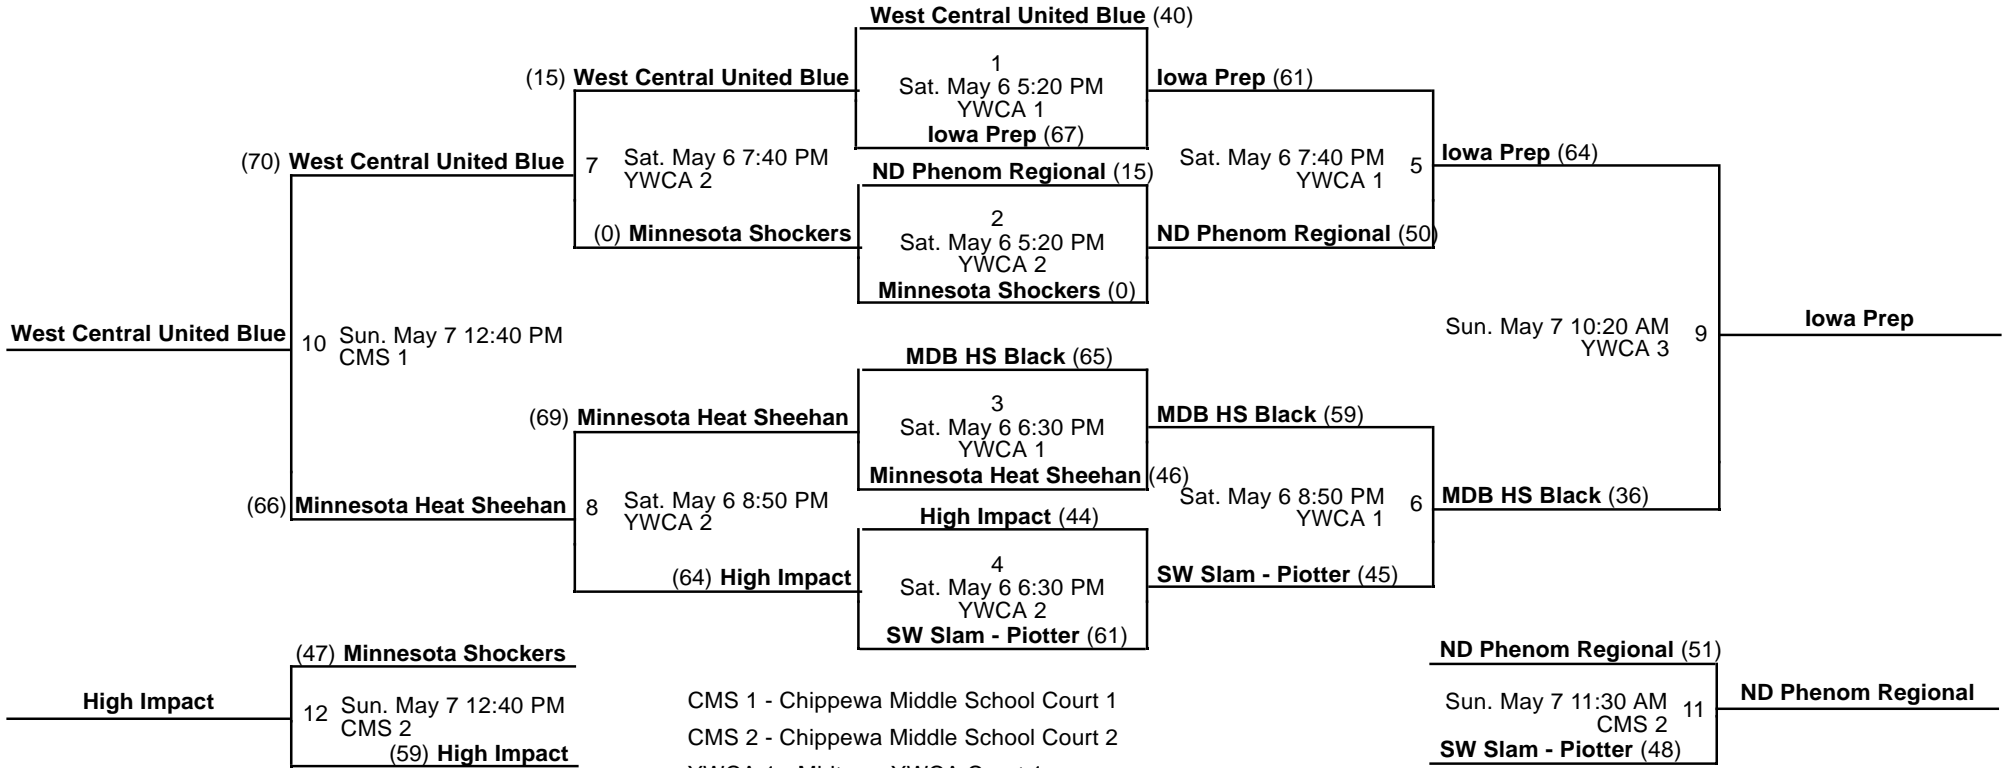 West Central United Blue (40)
1
Sat. May 6 5:20 PM
YWCA 1
Iowa Prep (67)
(15) West Central United Blue
Iowa Prep (61)
(70) West Central United Blue
7 Sat. May 6 7:40 PM
YWCA 2
ND Phenom Regional (15)
2
Sat. May 6 5:20 PM
YWCA 2
Minnesota Shockers (0)
Sat. May 6 7:40 PM 5
YWCA 1
Iowa Prep (64)
(0) Minnesota Shockers
ND Phenom Regional (50)
West Central United Blue
10 Sun. May 7 12:40 PM
CMS 1
Sun. May 7 10:20 AM 9
YWCA 3
Iowa Prep
MDB HS Black (65)
3
Sat. May 6 6:30 PM
YWCA 1
Minnesota Heat Sheehan (46)
(69) Minnesota Heat Sheehan
MDB HS Black (59)
(66) Minnesota Heat Sheehan
8 Sat. May 6 8:50 PM
YWCA 2
Sat. May 6 8:50 PM 6
YWCA 1
MDB HS Black (36)
High Impact (44)
4
Sat. May 6 6:30 PM
YWCA 2
SW Slam - Piotter (61)
(64) High Impact
SW Slam - Piotter (45)
(47) Minnesota Shockers
High Impact
12 Sun. May 7 12:40 PM
CMS 2
(59) High Impact
CMS 1 - Chippewa Middle School Court 1
CMS 2 - Chippewa Middle School Court 2
ND Phenom Regional (51)
Sun. May 7 11:30 AM 11
CMS 2
ND Phenom Regional
SW Slam - Piotter (48)